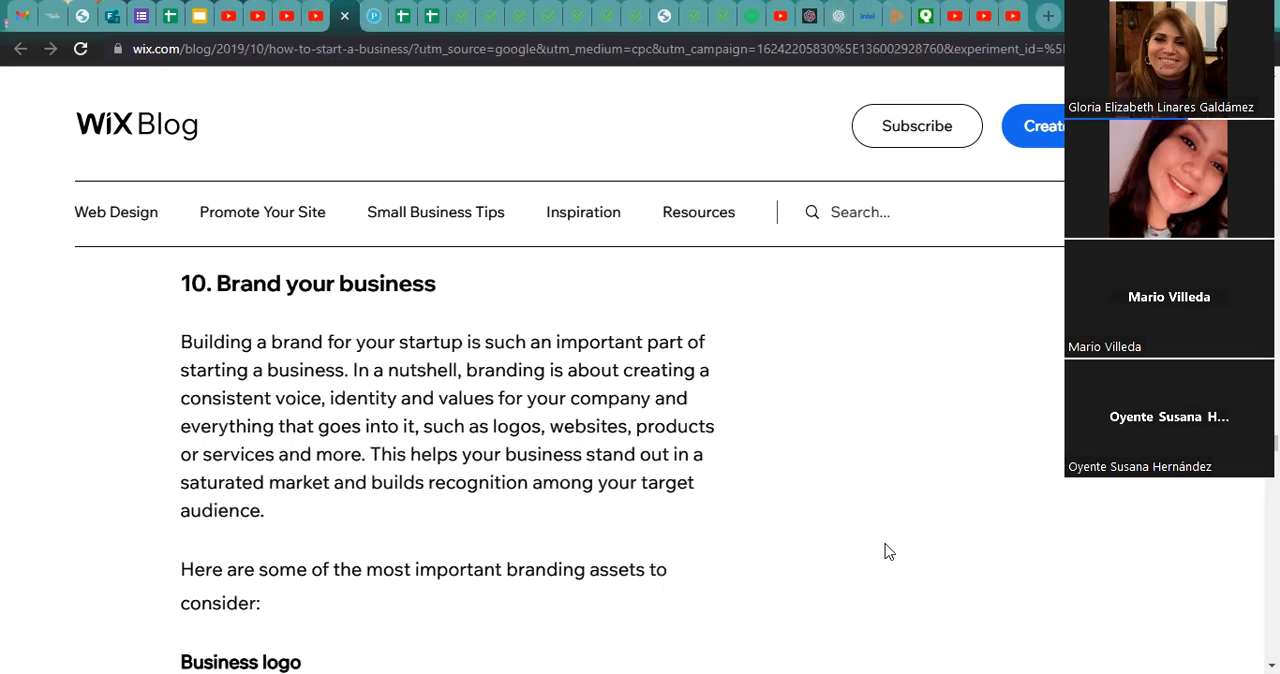 wix.com/blog/2019/10/how-to-start-a-business/?utm_source=google&utm_medium=cpc&utm_campaign=16242205830%5E136002928760&experiment_id=%5
WiX Blog
Subscribe
Create
Web Design
Promote Your Site
Small Business Tips
Inspiration
Resources
Search...
10. Brand your business
Building a brand for your startup is such an important part of
starting a business. In a nutshell, branding is about creating a
consistent voice, identity and values for your company and
everything that goes into it, such as logos, websites, products
or services and more. This helps your business stand out in a
saturated market and builds recognition among your target
audience.
Here are some of the most important branding assets to
consider:
Business logo
Gloria Elizabeth Linares Galdámez
Mario Villeda
Mario Villeda
Oyente Susana H...
Oyente Susana Hernández